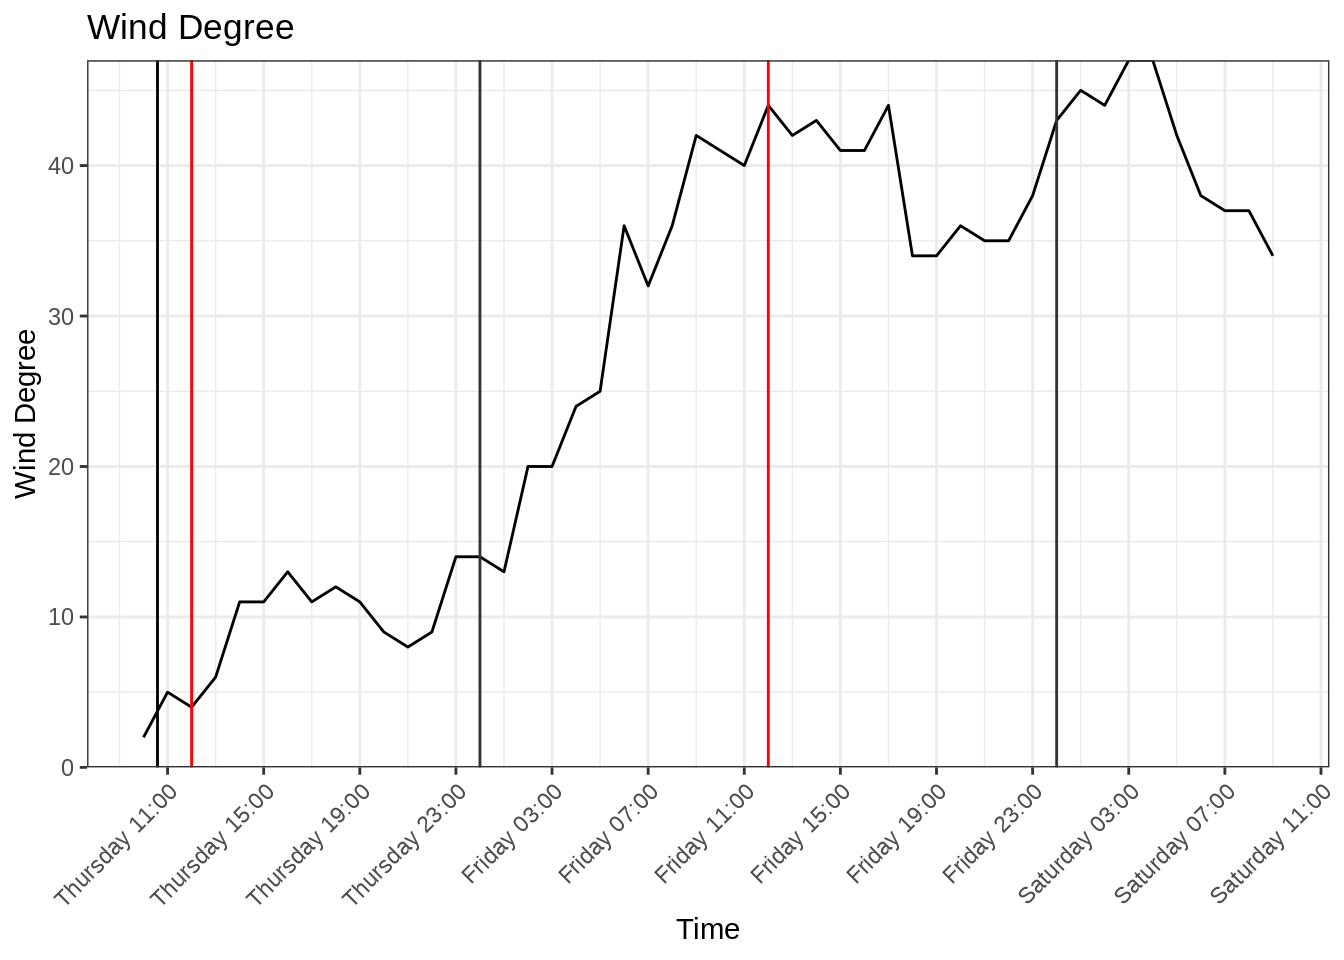 Wind Degree
Wind Degree
40
30
20
10
0
Thursday 11:00
Thursday 15:00
Thursday 19:00
Thursday 23:00
Friday 03:00
Friday 07:00
Friday 11:00
Friday 15:00
Friday 19:00
Friday 23:00
Saturday 03:00
Saturday 07:00
Saturday 11:00
Time